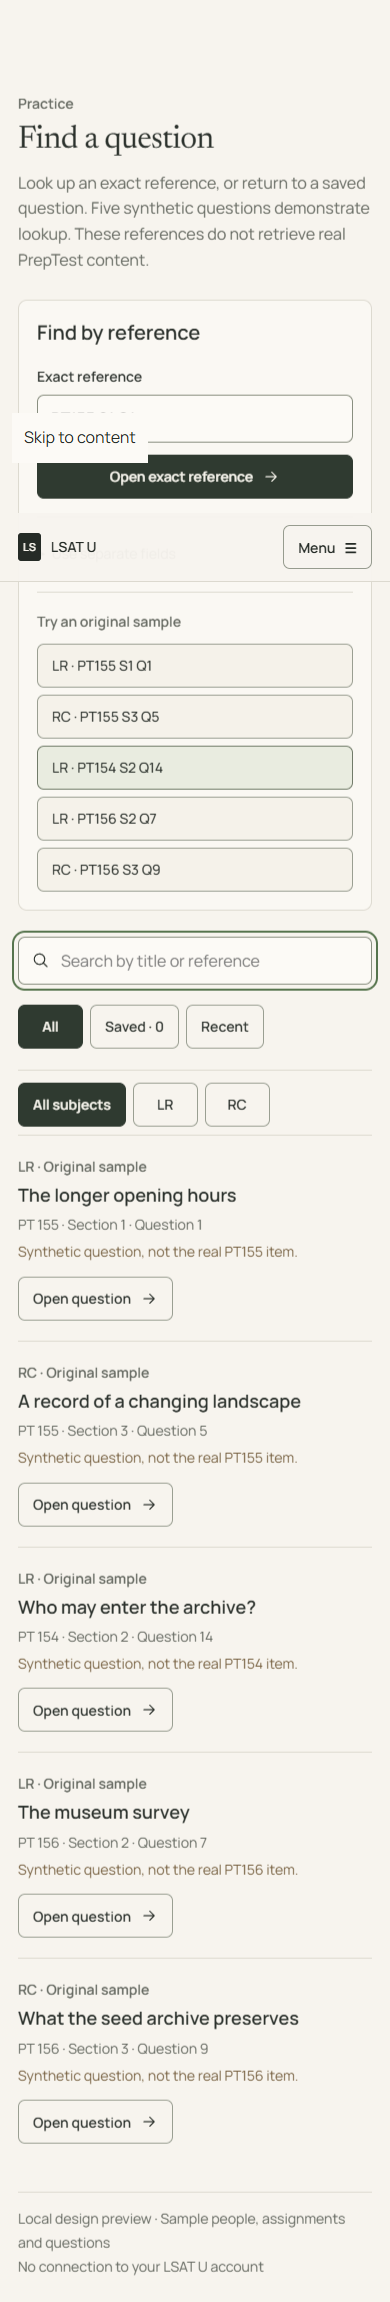 Practice
Find a question
Look up an exact reference, or return to a saved
question. Five synthetic questions demonstrate
lookup. These references do not retrieve real
PrepTest content.
Find by reference
Exact reference
Skip to content
Open exact reference →
LS LSAT U
Menu ☰
Try an original sample
LR · PT155 S1 Q1
RC · PT155 S3 Q5
LR · PT154 S2 Q14
LR · PT156 S2 Q7
RC · PT156 S3 Q9
Search by title or reference
All Saved · 0 Recent
All subjects LR RC
LR · Original sample
The longer opening hours
PT 155 · Section 1 · Question 1
Synthetic question, not the real PT155 item.
Open question →
RC · Original sample
A record of a changing landscape
PT 155 · Section 3 · Question 5
Synthetic question, not the real PT155 item.
Open question →
LR · Original sample
Who may enter the archive?
PT 154 · Section 2 · Question 14
Synthetic question, not the real PT154 item.
Open question →
LR · Original sample
The museum survey
PT 156 · Section 2 · Question 7
Synthetic question, not the real PT156 item.
Open question →
RC · Original sample
What the seed archive preserves
PT 156 · Section 3 · Question 9
Synthetic question, not the real PT156 item.
Open question →
Local design preview · Sample people, assignments
and questions
No connection to your LSAT U account